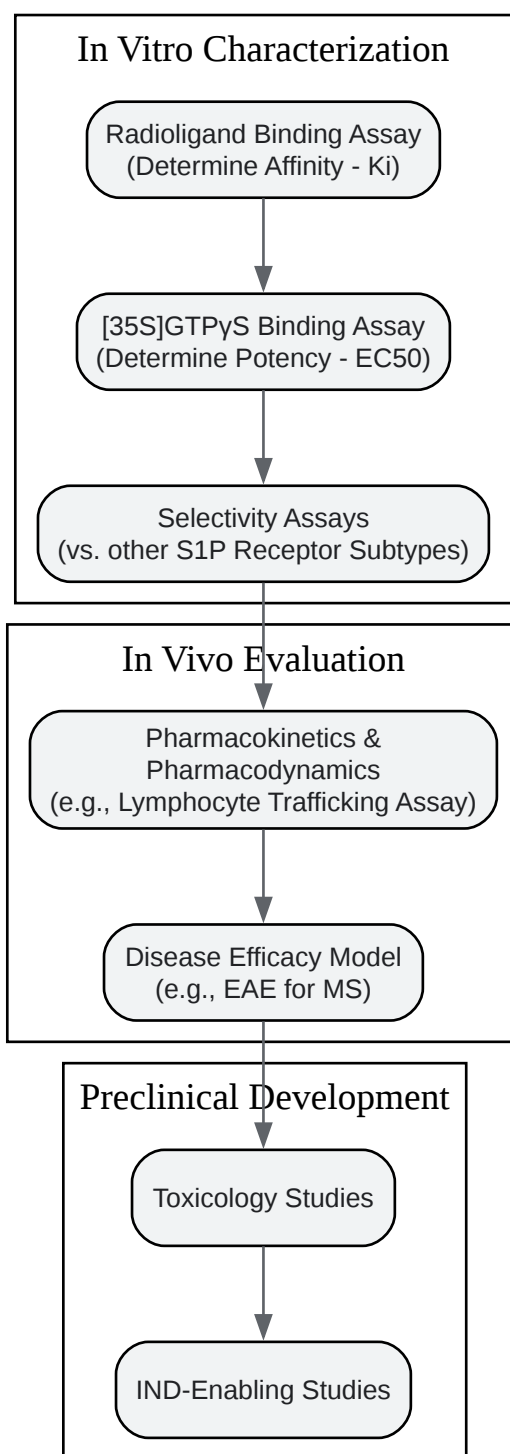 In Vitro Characterization
Radioligand Binding Assay
(Determine Affinity - Ki)
[35S]GTPγS Binding Assay
(Determine Potency - EC50)
Selectivity Assays
(vs. other S1P Receptor Subtypes)
In Vivo Evaluation
Pharmacokinetics &
Pharmacodynamics
(e.g., Lymphocyte Trafficking Assay)
Disease Efficacy Model
(e.g., EAE for MS)
Preclinical Development
Toxicology Studies
IND-Enabling Studies